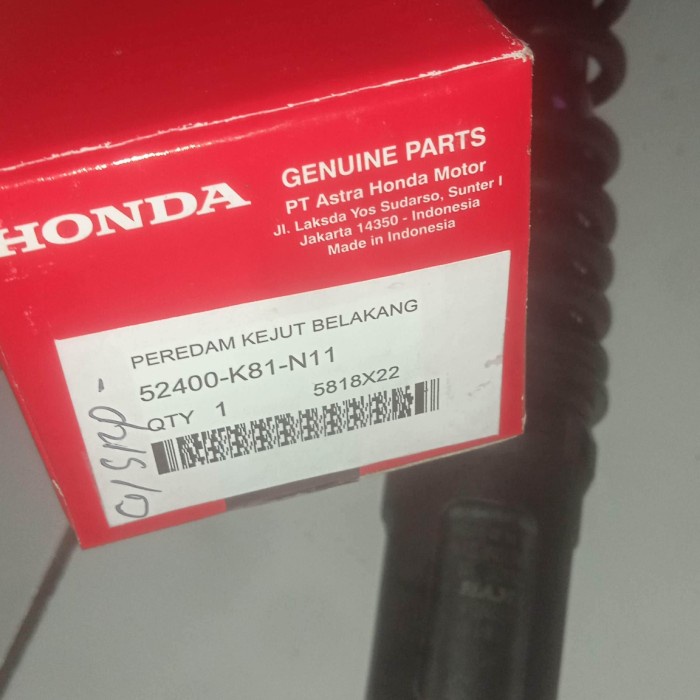 HONDA
GENUINE PARTS
PT Astra Honda Motor
Jl. Laksda Yos Sudarso, Sunter I
Jakarta 14350 - Indonesia
Made in Indonesia
PEREDAM KEJUT BELAKANG
52400-K81-N11
5818X22
QTY 1